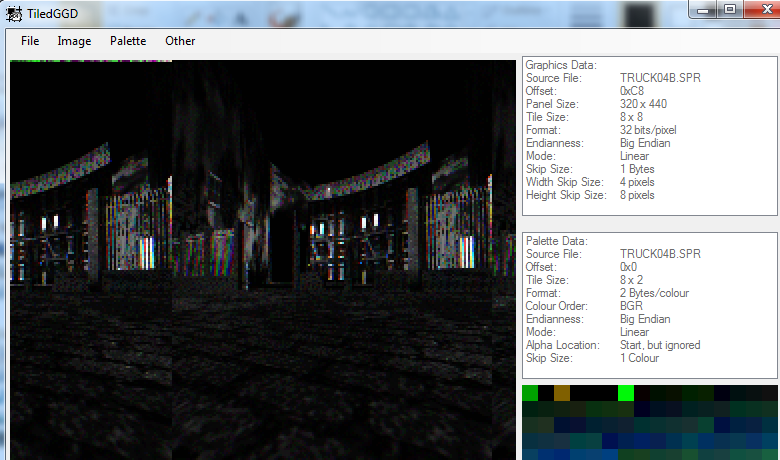 TiledGGD
File Image Palette Other
Graphics Data:
Source File: TRUCK04B.SPR
Offset: 0xC8
Panel Size: 320 x 440
Tile Size: 8 x 8
Format: 32 bits/pixel
Endianness: Big Endian
Mode: Linear
Skip Size: 1 Bytes
Width Skip Size: 4 pixels
Height Skip Size: 8 pixels
Palette Data:
Source File: TRUCK04B.SPR
Offset: 0x0
Tile Size: 8 x 2
Format: 2 Bytes/colour
Colour Order: BGR
Endianness: Big Endian
Mode: Linear
Alpha Location: Start, but ignored
Skip Size: 1 Colour